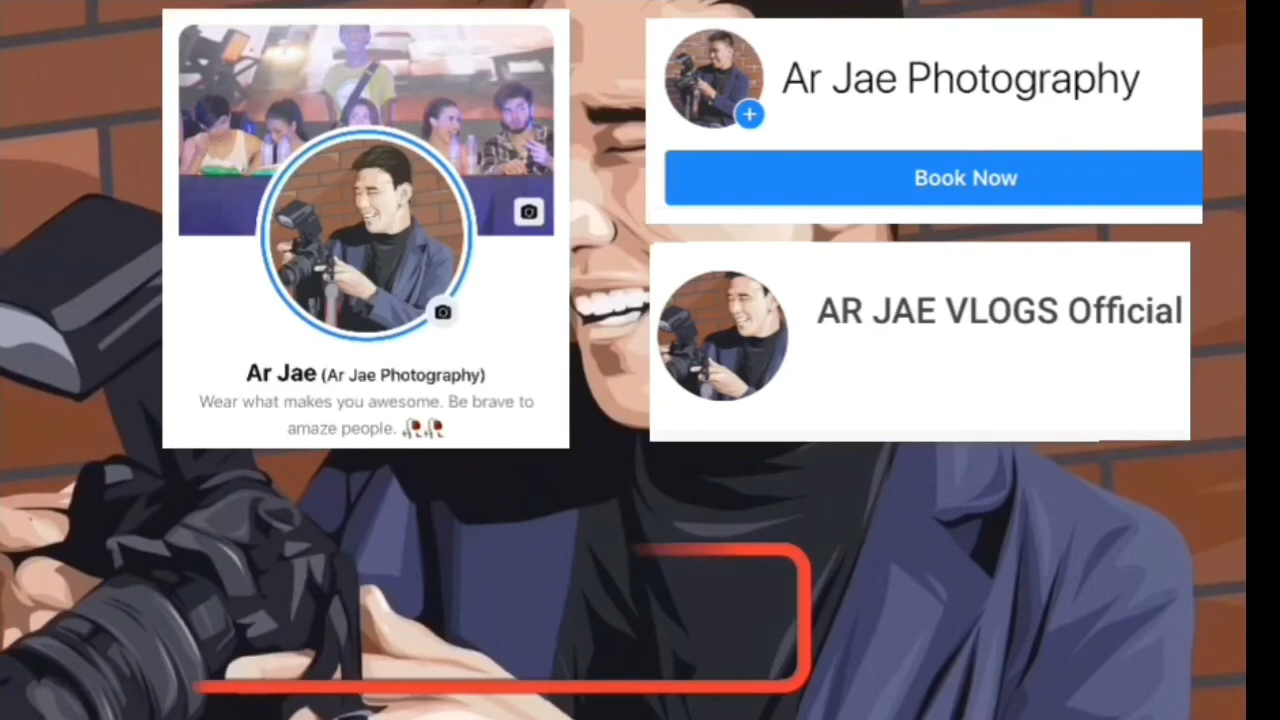 Ar Jae (Ar Jae Photography)
Wear what makes you awesome. Be brave to
amaze people. 🥀🥀
Ar Jae Photography
Book Now
AR JAE VLOGS Official